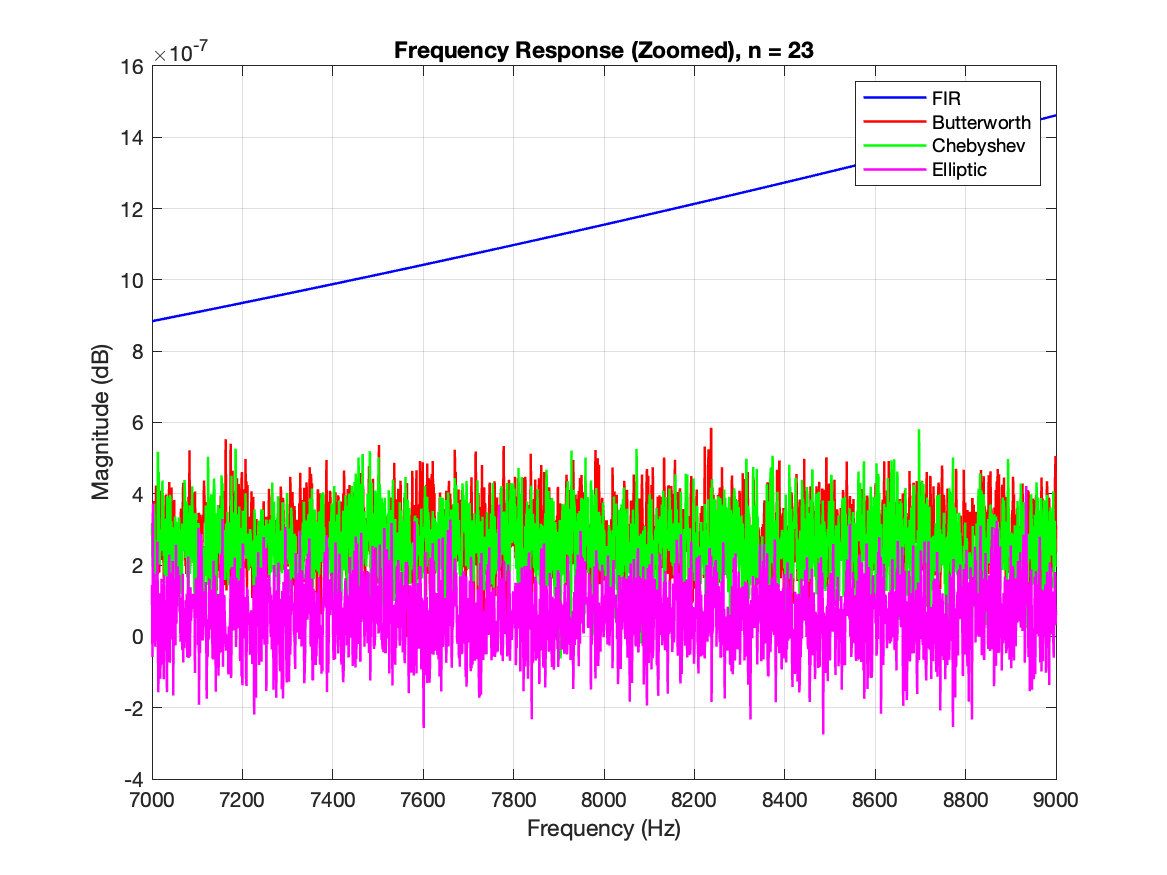 ×10-7
Frequency Response (Zoomed), n = 23
FIR
Butterworth
Chebyshev
Elliptic
Magnitude (dB)
16
14
12
10
8
6
4
2
0
-2
-4
7000 7200 7400 7600 7800 8000 8200 8400 8600 8800 9000
Frequency (Hz)